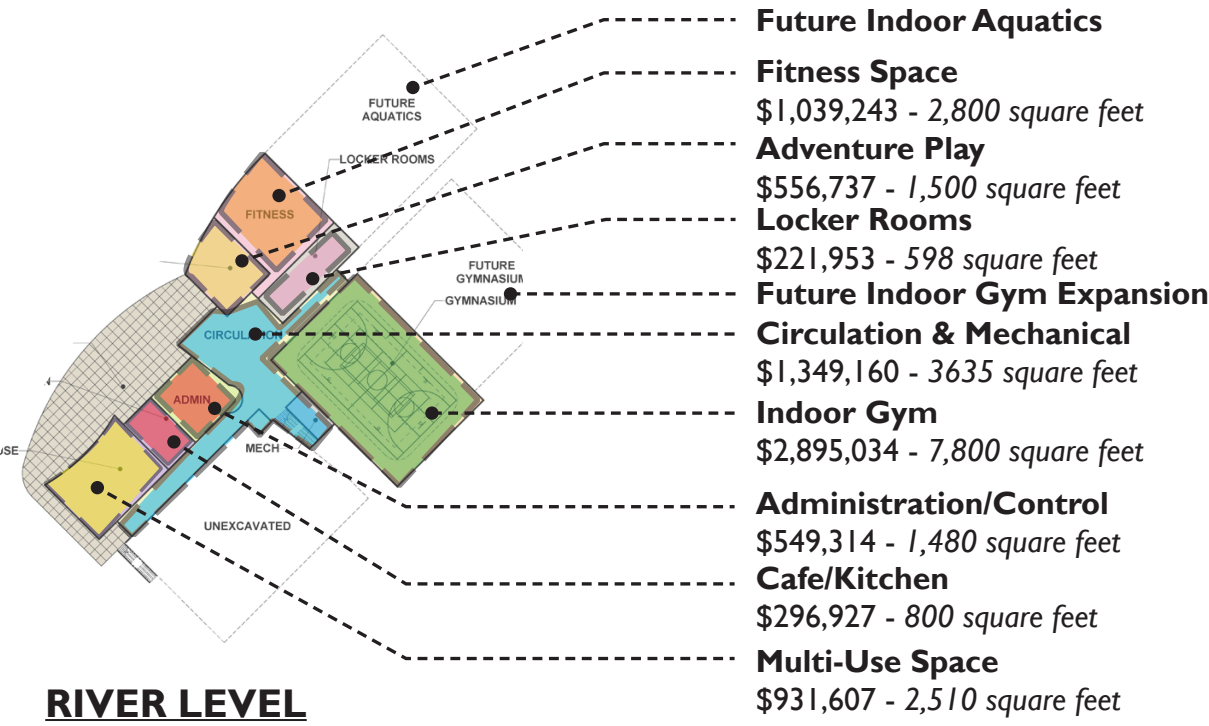 Future Indoor Aquatics
Fitness Space
$1,039,243 - 2,800 square feet
Adventure Play
$556,737 - 1,500 square feet
Locker Rooms
$221,953 - 598 square feet
Future Indoor Gym Expansion
Circulation & Mechanical
$1,349,160 - 3635 square feet
Indoor Gym
$2,895,034 - 7,800 square feet
Administration/Control
$549,314 - 1,480 square feet
Cafe/Kitchen
$296,927 - 800 square feet
Multi-Use Space
$931,607 - 2,510 square feet
FUTURE
AQUATICS
LOCKER ROOMS
FITNESS
FUTURE
GYMNASIUM
GYMNASIUM
CIRCULATION
ADMIN
MECH
UNEXCAVATED
RIVER LEVEL